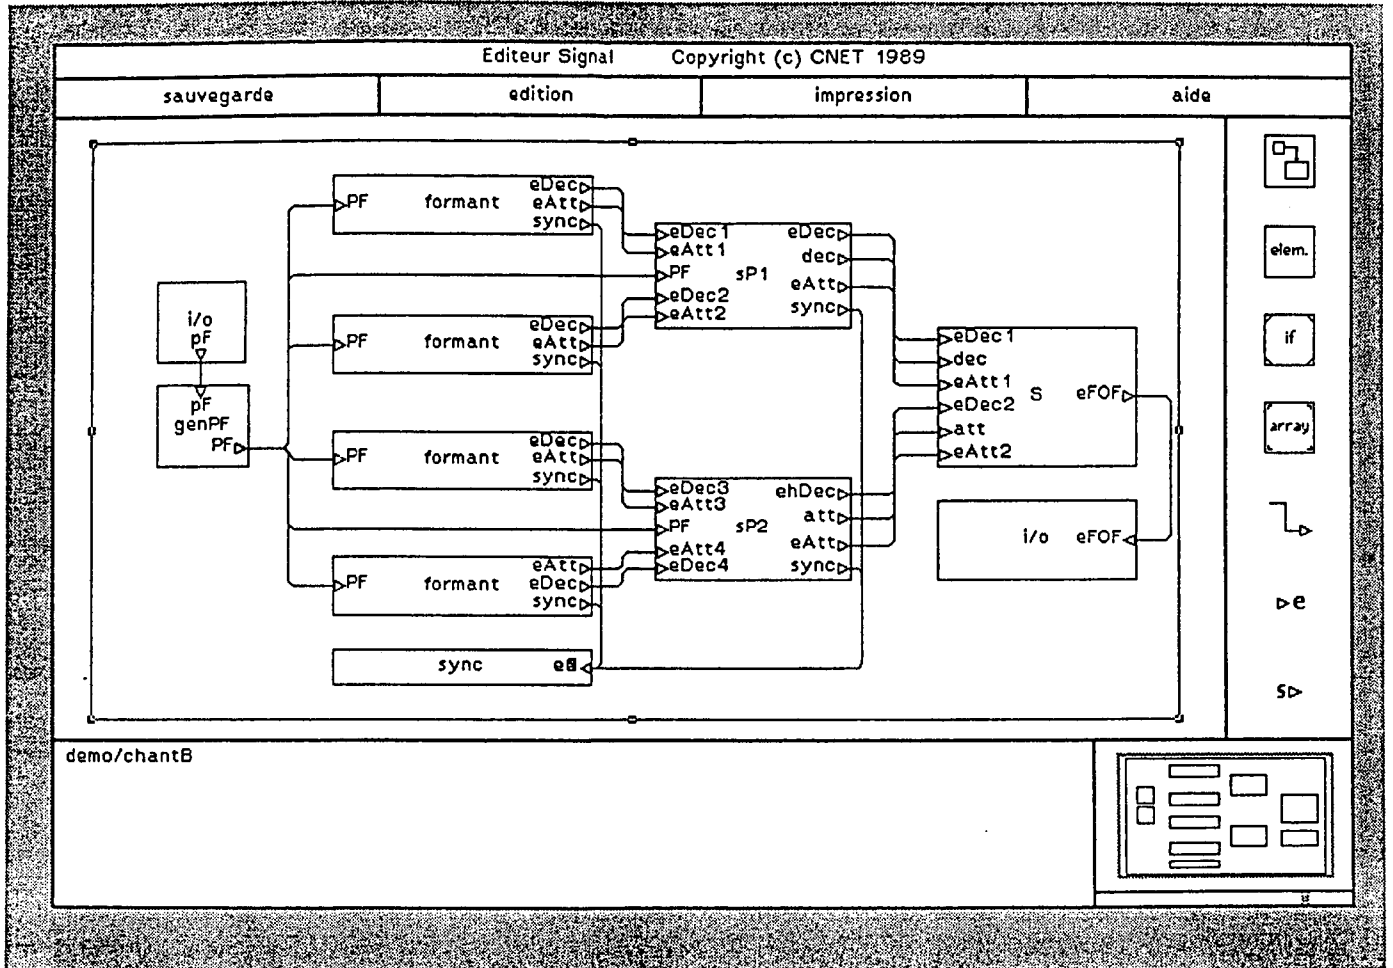 Editeur Signal Copyright (c) CNET 1989
sauvegarde edition impression aide
PF formant eDec
eAtt
sync
eDec1 eDec
eAtt1 dec
PF sP1 eAtt
eDec2 sync
eAtt2
i/o
pF
pF
genPF
PF
PF formant eDec
eAtt
sync
PF formant eDec
eAtt
sync
eDec3 ehDec
eAtt3 att
PF sP2 eAtt
eAtt4 sync
eDec4
PF formant eAtt
eDec
sync
sync
eDec1
dec
eAtt1 S eFOF
eDec2
att
eAtt2
i/o eFOF
elem.
if
array
e
s
demo/chantB